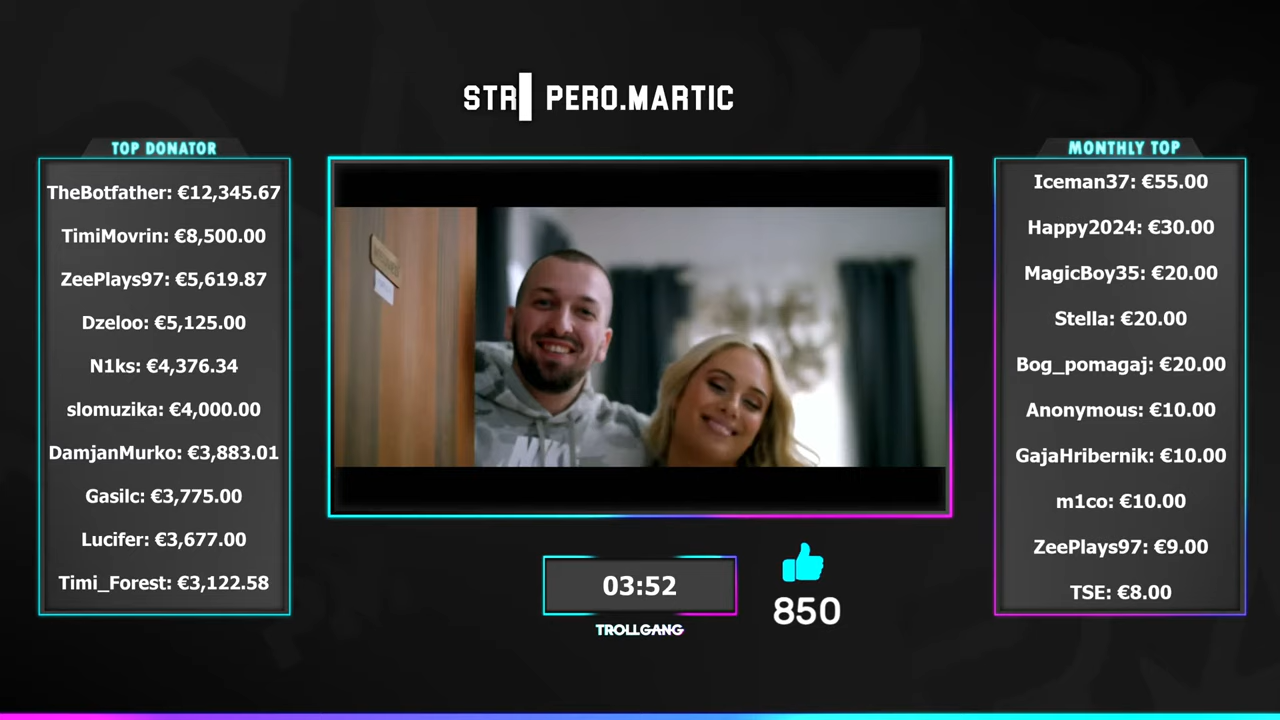 STR PERO.MARTIC
TOP DONATOR
TheBotfather: €12,345.67
TimiMovrin: €8,500.00
ZeePlays97: €5,619.87
Dzeloo: €5,125.00
N1ks: €4,376.34
slomuzika: €4,000.00
DamjanMurko: €3,883.01
Gasilc: €3,775.00
Lucifer: €3,677.00
Timi_Forest: €3,122.58
03:52
TROLLGANG
850
MONTHLY TOP
Iceman37: €55.00
Happy2024: €30.00
MagicBoy35: €20.00
Stella: €20.00
Bog_pomagaj: €20.00
Anonymous: €10.00
GajaHribernik: €10.00
m1co: €10.00
ZeePlays97: €9.00
TSE: €8.00